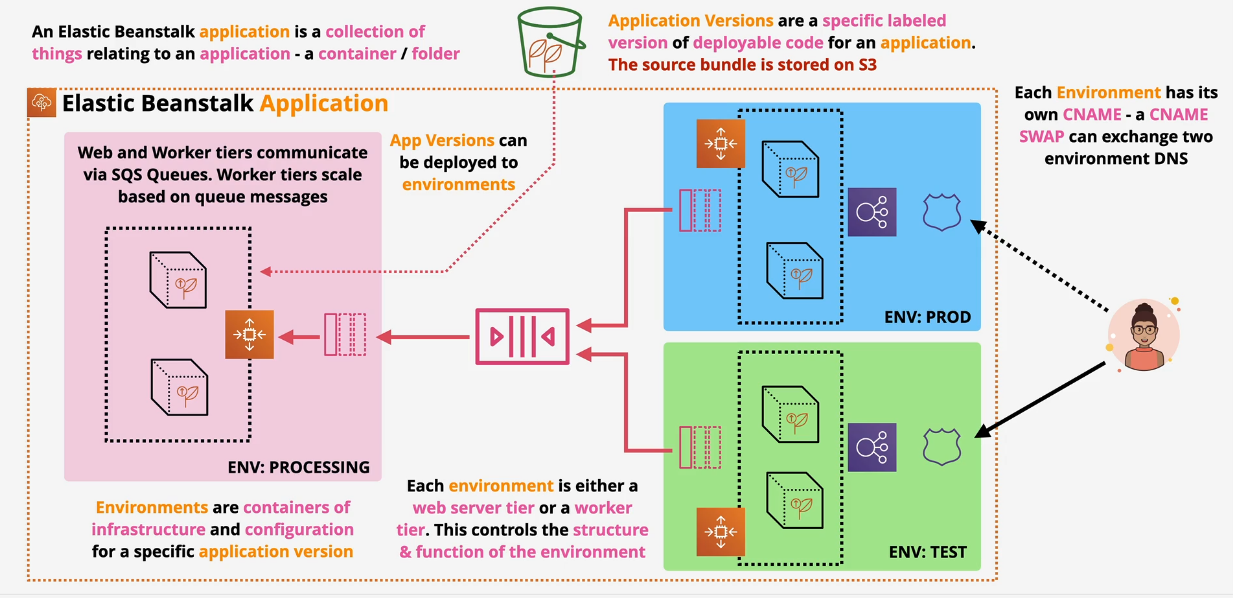 An Elastic Beanstalk application is a collection of
things relating to an application - a container / folder
Application Versions are a specific labeled
version of deployable code for an application.
The source bundle is stored on S3
Elastic Beanstalk Application
Each Environment has its
own CNAME - a CNAME
SWAP can exchange two
environment DNS
Web and Worker tiers communicate
via SQS Queues. Worker tiers scale
based on queue messages
App Versions can
be deployed to
environments
ENV: PROD
ENV: PROCESSING
ENV: TEST
Environments are containers of
infrastructure and configuration
for a specific application version
Each environment is either a
web server tier or a worker
tier. This controls the structure
& function of the environment